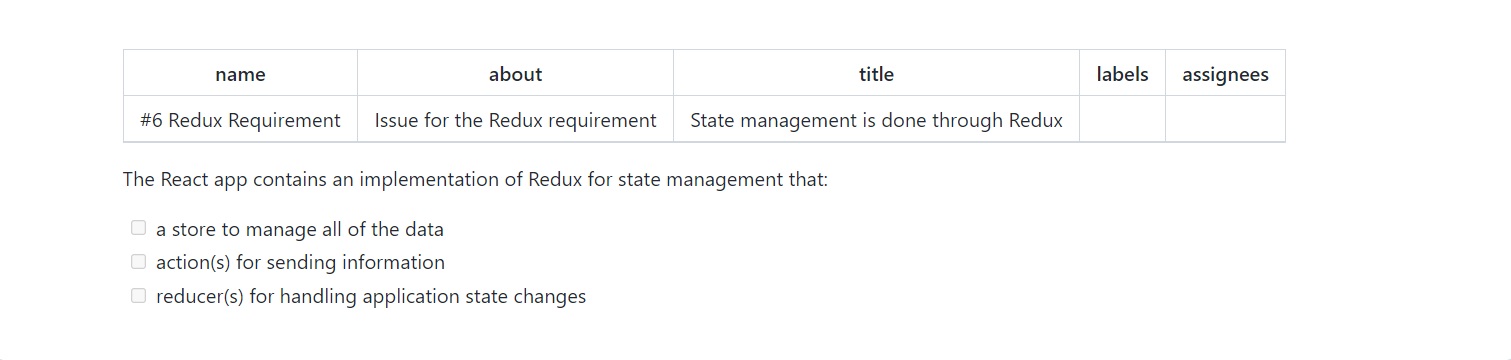 name about title labels assignees
#6 Redux Requirement Issue for the Redux requirement State management is done through Redux
The React app contains an implementation of Redux for state management that:
a store to manage all of the data
action(s) for sending information
reducer(s) for handling application state changes